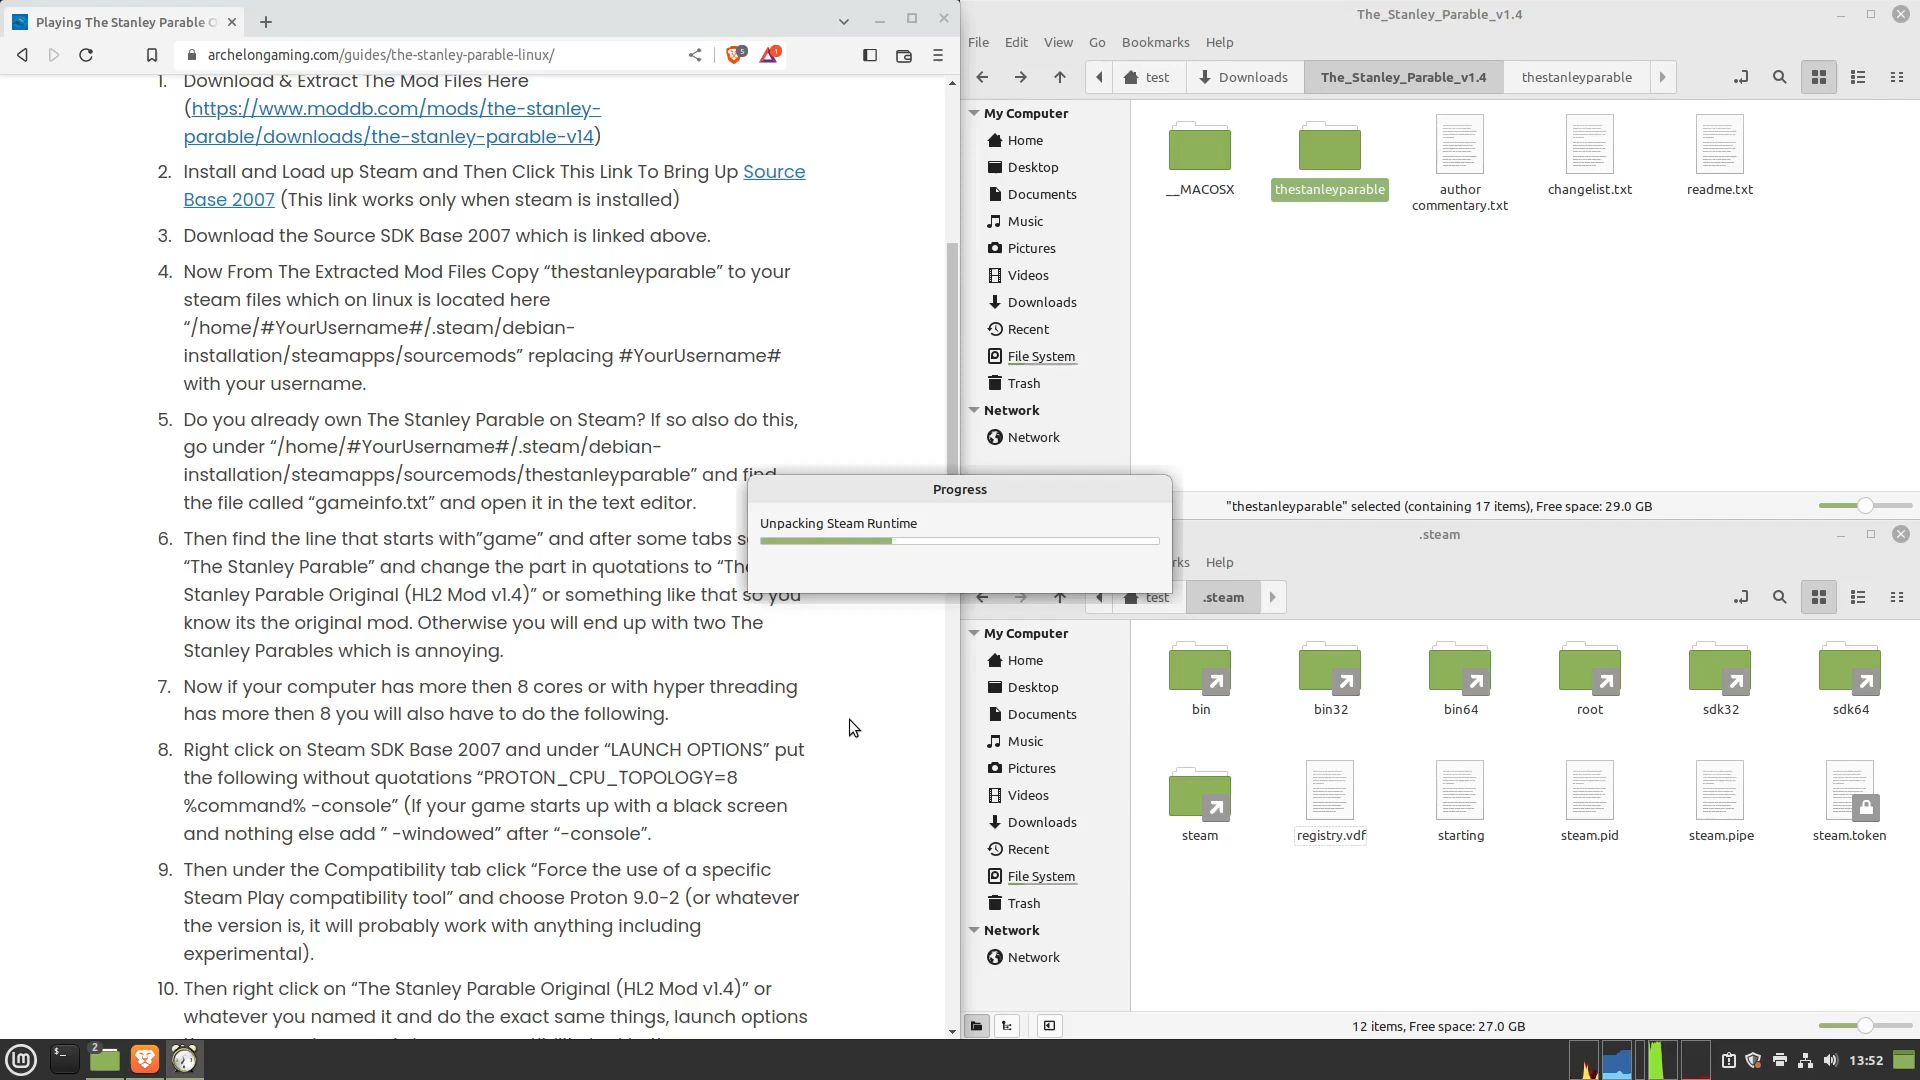 Playing The Stanley Parable O
archelongaming.com/guides/the-stanley-parable-linux/
5
1
1. Download & Extract The Mod Files Here
(https://www.moddb.com/mods/the-stanley-
parable/downloads/the-stanley-parable-v14)
2. Install and Load up Steam and Then Click This Link To Bring Up Source
Base 2007 (This link works only when steam is installed)
3. Download the Source SDK Base 2007 which is linked above.
4. Now From The Extracted Mod Files Copy “thestanleyparable” to your
steam files which on linux is located here
“/home/#YourUsername#/.steam/debian-
installation/steamapps/sourcemods” replacing #YourUsername#
with your username.
5. Do you already own The Stanley Parable on Steam? If so also do this,
go under “/home/#YourUsername#/.steam/debian-
installation/steamapps/sourcemods/thestanleyparable” and find
the file called “gameinfo.txt” and open it in the text editor.
6. Then find the line that starts with”game” and after some tabs s
“The Stanley Parable” and change the part in quotations to “The
Stanley Parable Original (HL2 Mod v1.4)” or something like that so you
know its the original mod. Otherwise you will end up with two The
Stanley Parables which is annoying.
7. Now if your computer has more then 8 cores or with hyper threading
has more then 8 you will also have to do the following.
8. Right click on Steam SDK Base 2007 and under “LAUNCH OPTIONS” put
the following without quotations “PROTON_CPU_TOPOLOGY=8
%command% -console” (If your game starts up with a black screen
and nothing else add ” -windowed” after “-console”.
9. Then under the Compatibility tab click “Force the use of a specific
Steam Play compatibility tool” and choose Proton 9.0-2 (or whatever
the version is, it will probably work with anything including
experimental).
10. Then right click on “The Stanley Parable Original (HL2 Mod v1.4)” or
whatever you named it and do the exact same things, launch options
The_Stanley_Parable_v1.4
File Edit View Go Bookmarks Help
test Downloads The_Stanley_Parable_v1.4 thestanleyparable
My Computer
Home
Desktop
Documents
Music
Pictures
Videos
Downloads
Recent
File System
Trash
Network
Network
__MACOSX
thestanleyparable
author
commentary.txt
changelist.txt
readme.txt
"thestanleyparable" selected (containing 17 items), Free space: 29.0 GB
Progress
Unpacking Steam Runtime
.steam
rks Help
test .steam
My Computer
Home
Desktop
Documents
Music
Pictures
Videos
Downloads
Recent
File System
Trash
Network
Network
bin
bin32
bin64
root
sdk32
sdk64
steam
registry.vdf
starting
steam.pid
steam.pipe
steam.token
12 items, Free space: 27.0 GB
2
13:52